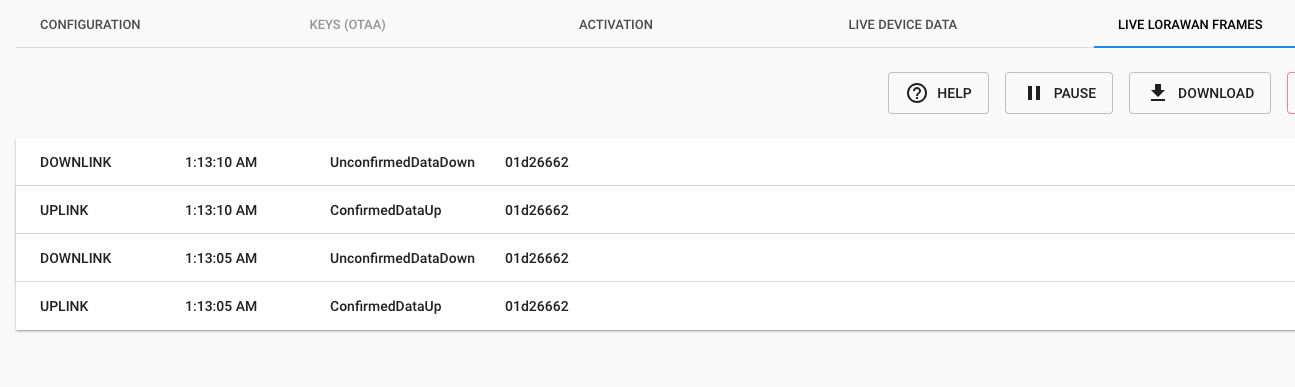 CONFIGURATION KEYS (OTAA) ACTIVATION LIVE DEVICE DATA LIVE LORAWAN FRAMES
HELP PAUSE DOWNLOAD
DOWNLINK 1:13:10 AM UnconfirmedDataDown 01d26662
UPLINK 1:13:10 AM ConfirmedDataUp 01d26662
DOWNLINK 1:13:05 AM UnconfirmedDataDown 01d26662
UPLINK 1:13:05 AM ConfirmedDataUp 01d26662